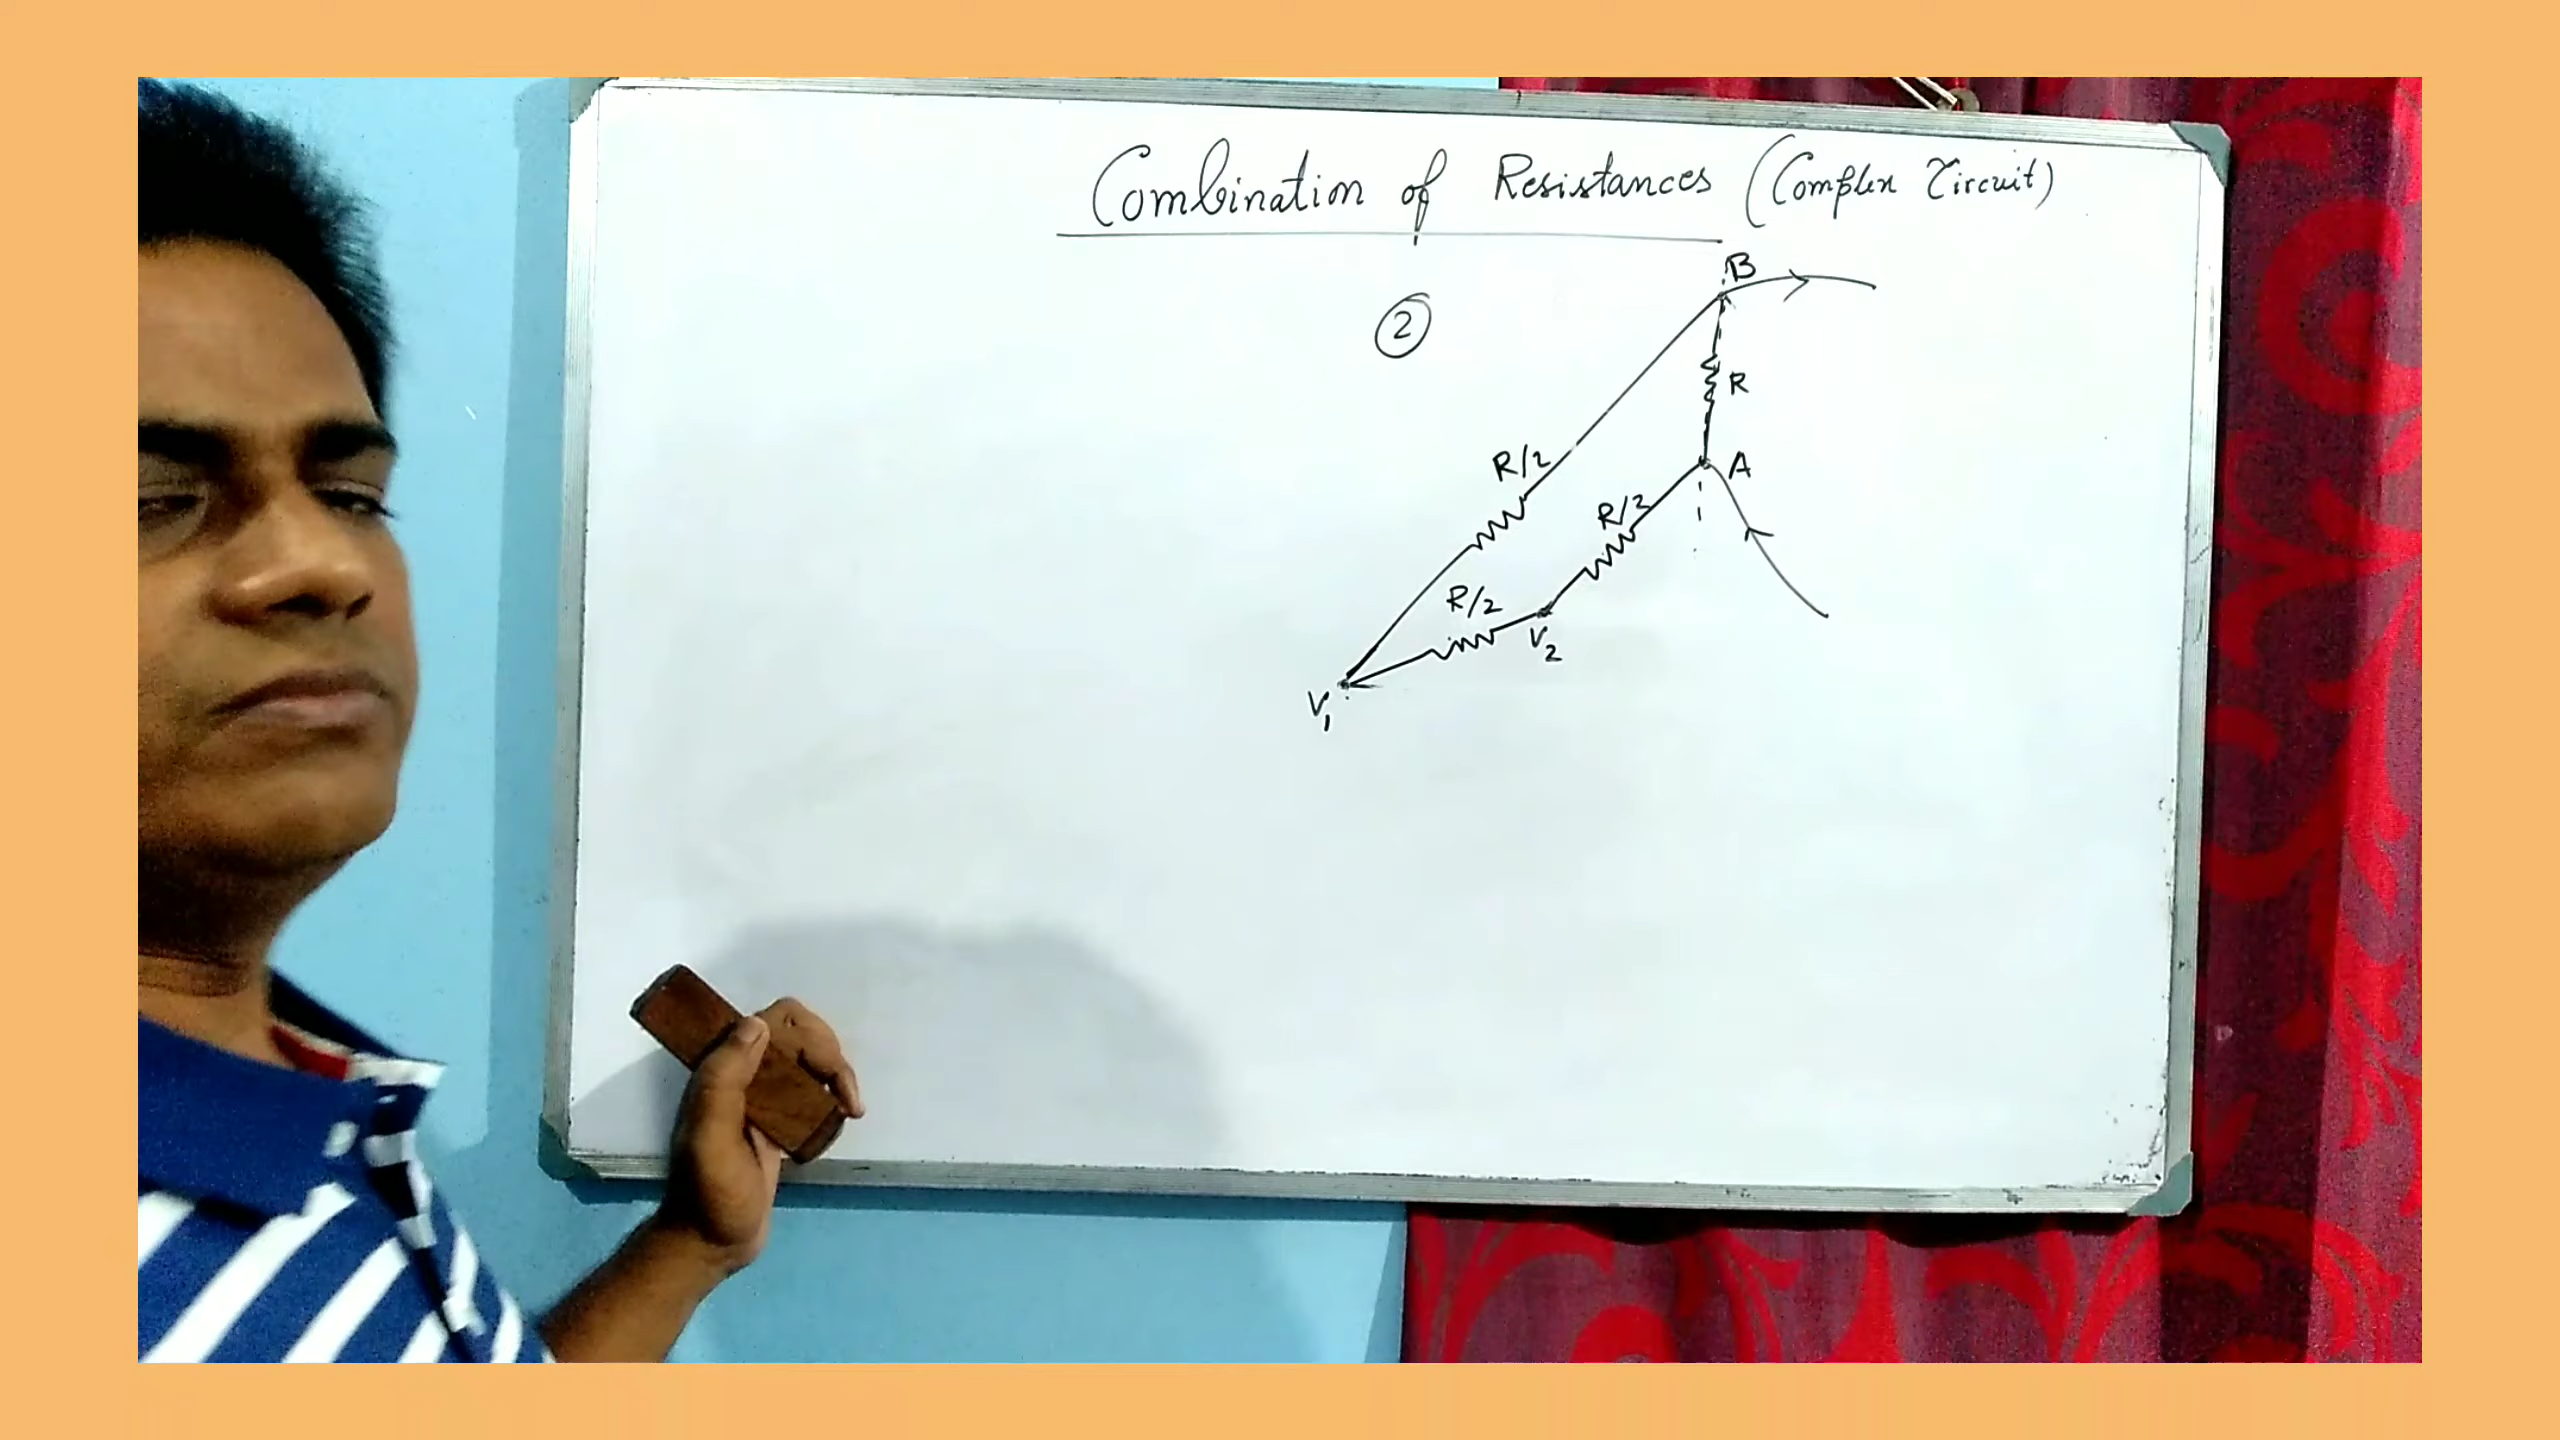 Combination of Resistances (Complex Circuit)
B
2
R
R/2
A
R/2
R/2
V2
V1